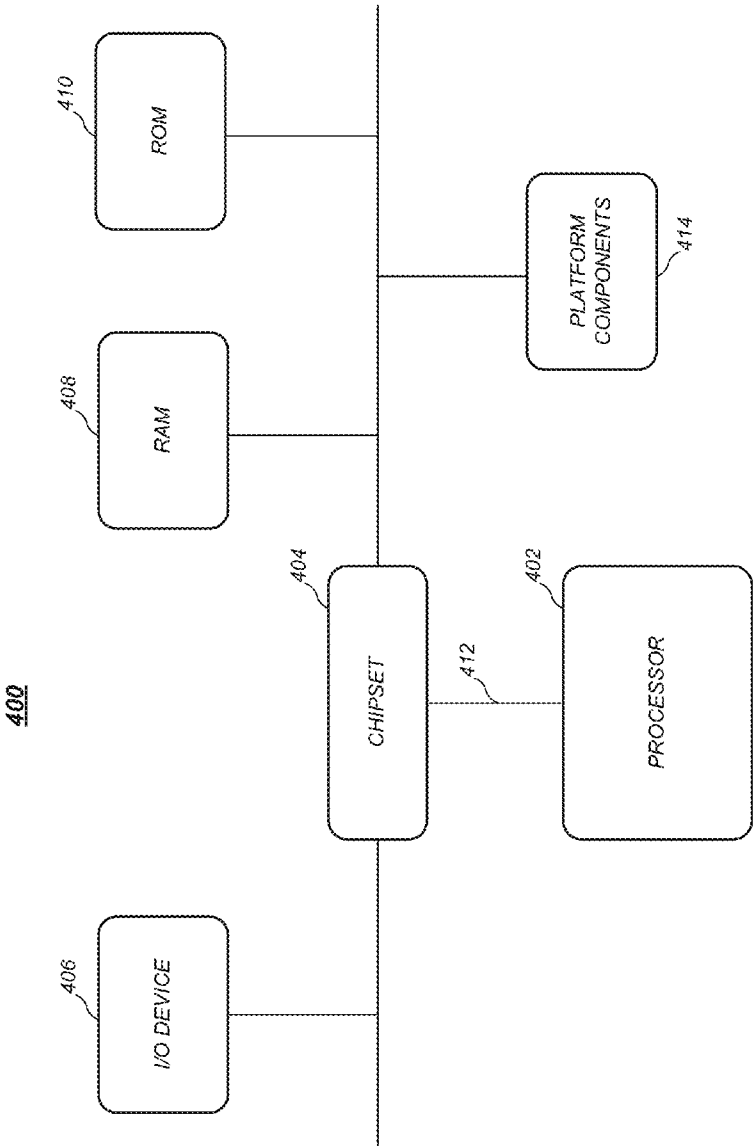 400
406
I/O DEVICE
408
RAM
410
ROM
404
CHIPSET
412
402
PROCESSOR
PLATFORM
COMPONENTS
414